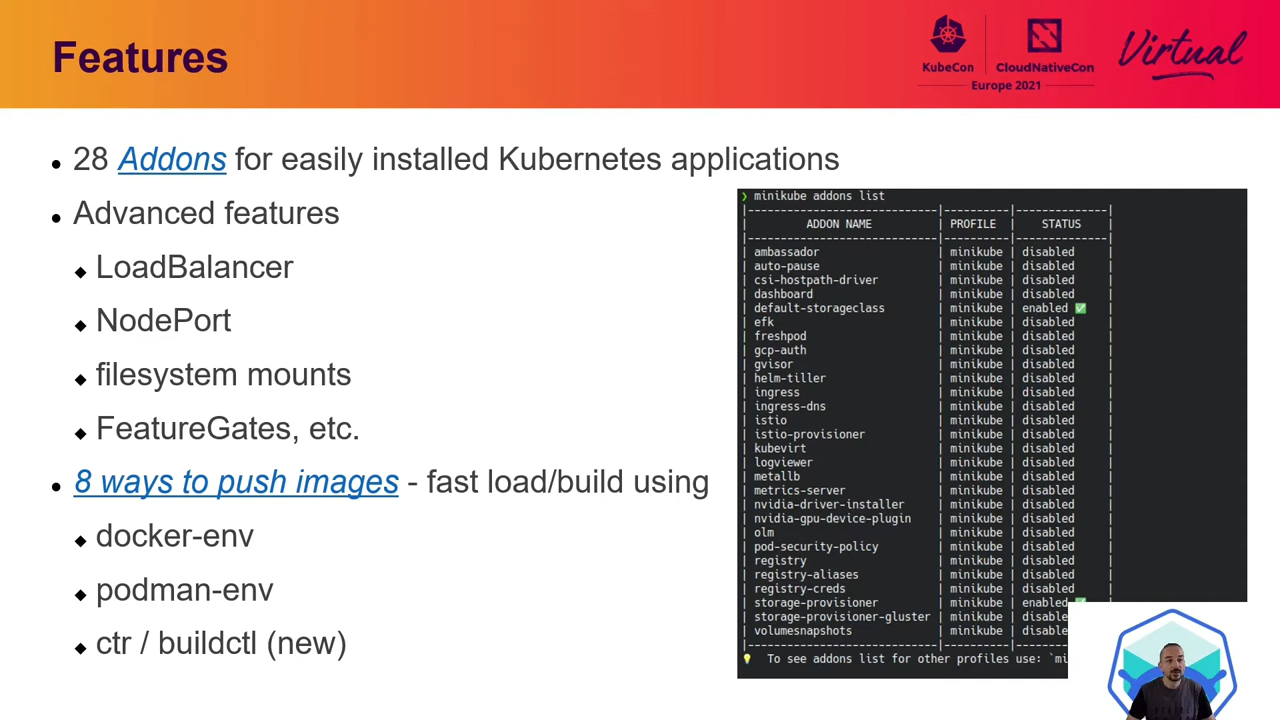 Features
KubeCon
CloudNativeCon
Europe 2021
Virtual
28 Addons for easily installed Kubernetes applications
Advanced features
LoadBalancer
NodePort
filesystem mounts
FeatureGates, etc.
8 ways to push images - fast load/build using
docker-env
podman-env
ctr / buildctl (new)
❯ minikube addons list
|-----------------------------|----------|--------------|
| ADDON NAME | PROFILE | STATUS |
|-----------------------------|----------|--------------|
| ambassador | minikube | disabled |
| auto-pause | minikube | disabled |
| csi-hostpath-driver | minikube | disabled |
| dashboard | minikube | disabled |
| default-storageclass | minikube | enabled ✅ |
| efk | minikube | disabled |
| freshpod | minikube | disabled |
| gcp-auth | minikube | disabled |
| gvisor | minikube | disabled |
| helm-tiller | minikube | disabled |
| ingress | minikube | disabled |
| ingress-dns | minikube | disabled |
| istio | minikube | disabled |
| istio-provisioner | minikube | disabled |
| kubevirt | minikube | disabled |
| logviewer | minikube | disabled |
| metallb | minikube | disabled |
| metrics-server | minikube | disabled |
| nvidia-driver-installer | minikube | disabled |
| nvidia-gpu-device-plugin | minikube | disabled |
| olm | minikube | disabled |
| pod-security-policy | minikube | disabled |
| registry | minikube | disabled |
| registry-aliases | minikube | disabled |
| registry-creds | minikube | disabled |
| storage-provisioner | minikube | enabled ✅
| storage-provisioner-gluster | minikube | disable
| volumesnapshots | minikube | disable
|-----------------------------|----------|------
💡 To see addons list for other profiles use: `mi